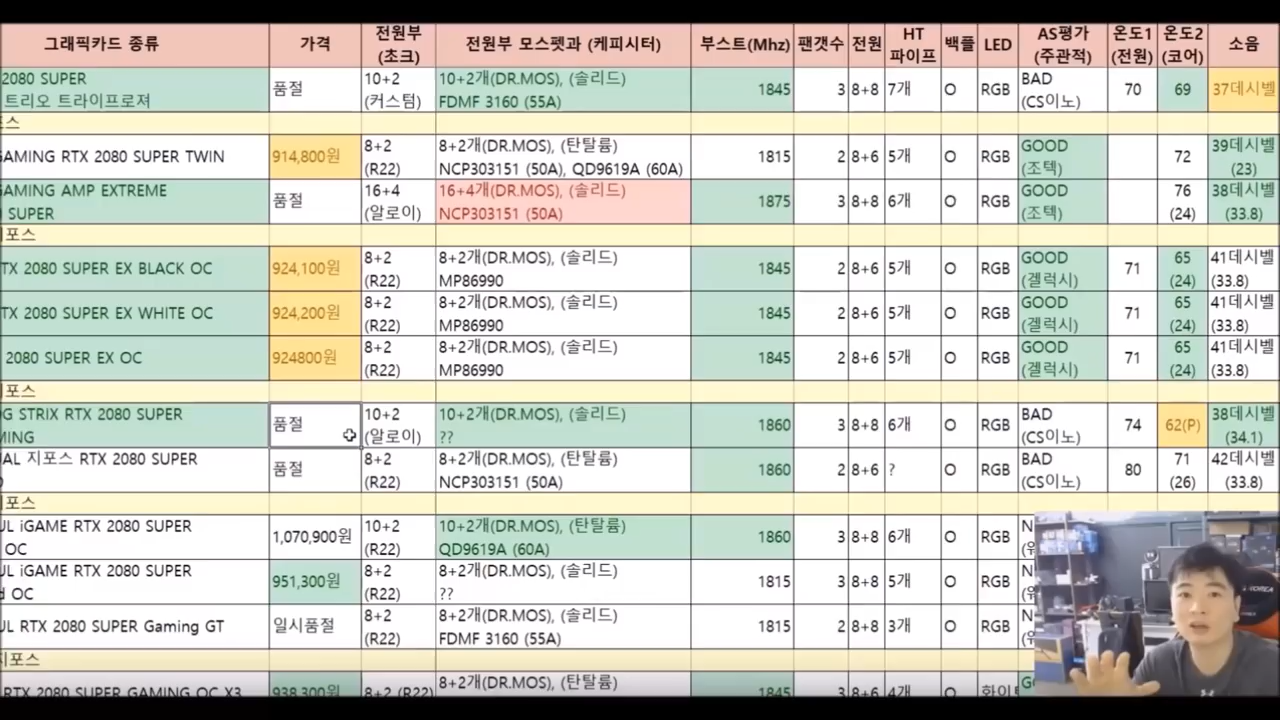 그래픽카드 종류 가격 전원부 (초크) 전원부 모스펫과 (케피시터) 부스트(Mhz) 팬갯수 전원 HT 파이프 백플 LED AS평가 (주관적) 온도1 (전원) 온도2 (코어) 소음
2080 SUPER 품절 10+2 10+2개(DR.MOS), (솔리드) 1845 3 8+8 7개 O RGB BAD 70 69 37데시벨
트리오 트라이프로져 (커스텀) FDMF 3160 (55A) (CS이노)
포스
GAMING RTX 2080 SUPER TWIN 914,800원 8+2 8+2개(DR.MOS), (탄탈륨) 1815 2 8+6 5개 O RGB GOOD 72 39데시벨
(R22) NCP303151 (50A), QD9619A (60A) (조텍) (23)
GAMING AMP EXTREME 품절 16+4 16+4개(DR.MOS), (솔리드) 1875 3 8+8 6개 O RGB GOOD 76 38데시벨
SUPER (알로이) NCP303151 (50A) (조텍) (24) (33.8)
지포스
TX 2080 SUPER EX BLACK OC 924,100원 8+2 8+2개(DR.MOS), (솔리드) 1845 2 8+6 5개 O RGB GOOD 71 65 41데시벨
(R22) MP86990 (겔럭시) (24) (33.8)
TX 2080 SUPER EX WHITE OC 924,200원 8+2 8+2개(DR.MOS), (솔리드) 1845 2 8+6 5개 O RGB GOOD 71 65 41데시벨
(R22) MP86990 (겔럭시) (24) (33.8)
2080 SUPER EX OC 924800원 8+2 8+2개(DR.MOS), (솔리드) 1845 2 8+6 5개 O RGB GOOD 71 65 41데시벨
(R22) MP86990 (겔럭시) (24) (33.8)
지포스
OG STRIX RTX 2080 SUPER 품절 10+2 10+2개(DR.MOS), (솔리드) 1860 3 8+8 6개 O RGB BAD 74 62(P) 38데시벨
MING (알로이) ?? (CS이노) (34.1)
UAL 지포스 RTX 2080 SUPER 품절 8+2 8+2개(DR.MOS), (탄탈륨) 1860 2 8+6 ? O RGB BAD 80 71 42데시벨
(R22) NCP303151 (50A) (CS이노) (26) (33.8)
지포스
UL iGAME RTX 2080 SUPER 1,070,900원 10+2 10+2개(DR.MOS), (탄탈륨) 1860 3 8+8 6개 O RGB
OC (R22) QD9619A (60A)
UL iGAME RTX 2080 SUPER 951,300원 8+2 8+2개(DR.MOS), (솔리드) 1815 3 8+8 5개 O RGB
OC (R22) ??
UL RTX 2080 SUPER Gaming GT 일시품절 8+2 8+2개(DR.MOS), (솔리드) 1815 2 8+8 3개 O RGB
(R22) FDMF 3160 (55A)
지포스
RTX 2080 SUPER GAMING OC X3 938,300원 8+2 (R22) 8+2개(DR.MOS), (탄탈륨) 1845 3 8+6 4개 O